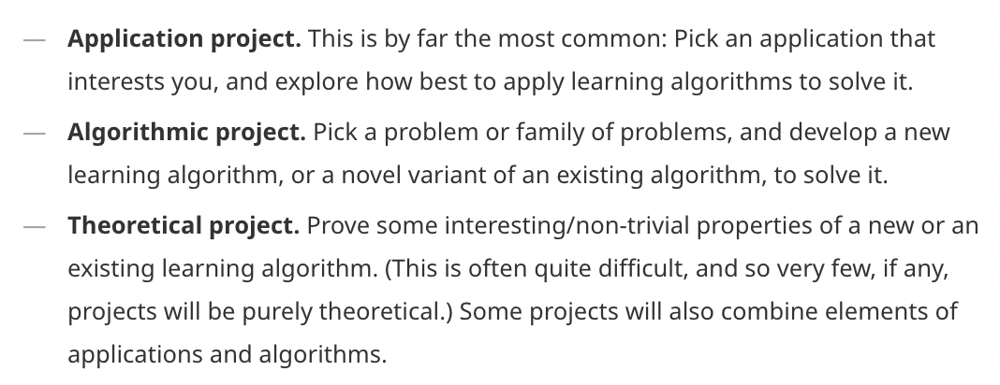 — Application project. This is by far the most common: Pick an application that
interests you, and explore how best to apply learning algorithms to solve it.
— Algorithmic project. Pick a problem or family of problems, and develop a new
learning algorithm, or a novel variant of an existing algorithm, to solve it.
— Theoretical project. Prove some interesting/non-trivial properties of a new or an
existing learning algorithm. (This is often quite difficult, and so very few, if any,
projects will be purely theoretical.) Some projects will also combine elements of
applications and algorithms.